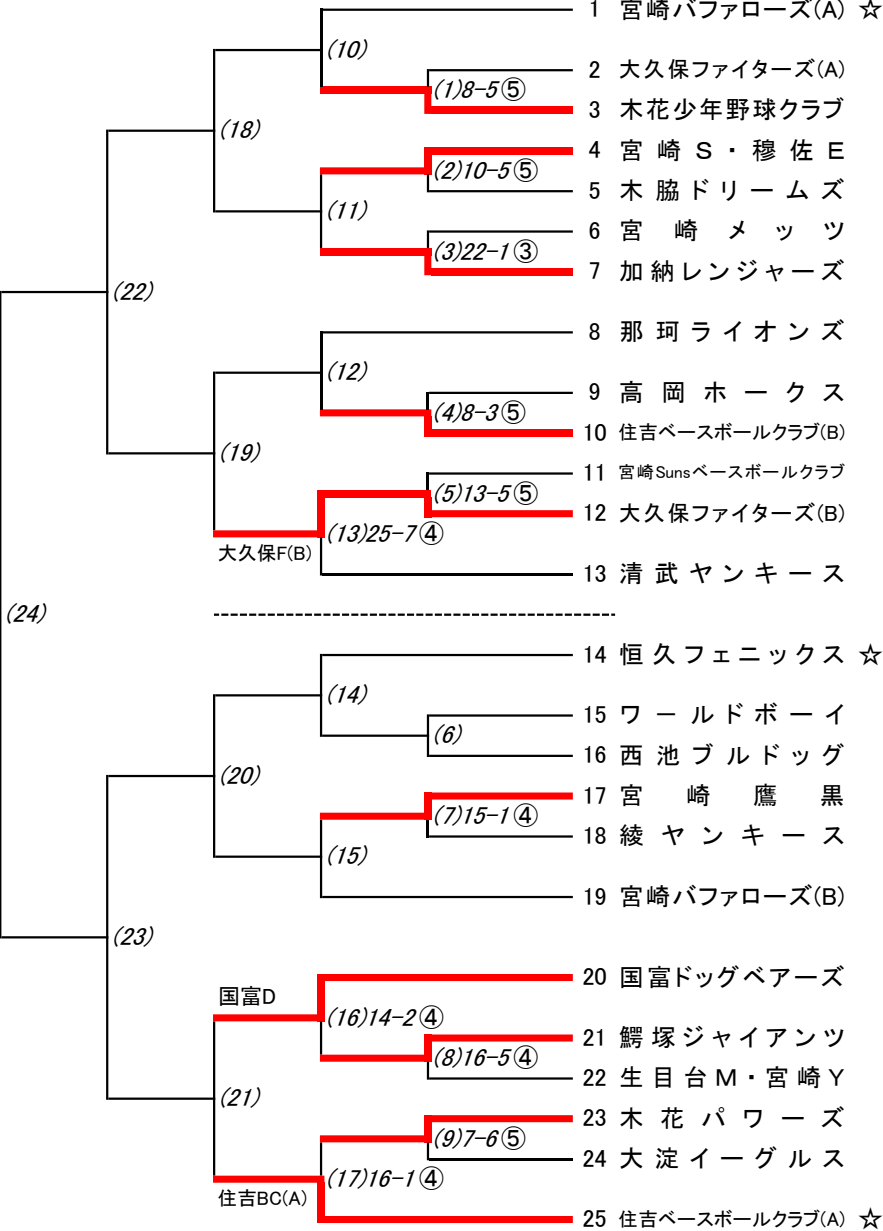 1 宮崎バファローズ(A) ☆
(10)
2 大久保ファイターズ(A)
(1)8-5⑤
3 木花少年野球クラブ
(18)
4 宮崎S・穆佐E
(2)10-5⑤
5 木脇ドリームズ
(11)
6 宮崎メッツ
(3)22-1③
7 加納レンジャーズ
(22)
8 那珂ライオンズ
(12)
9 高岡ホークス
(4)8-3⑤
10 住吉ベースボールクラブ(B)
(19)
11 宮崎Sunsベースボールクラブ
(5)13-5⑤
12 大久保ファイターズ(B)
(13)25-7④
大久保F(B)
13 清武ヤンキース
(24)
14 恒久フェニックス ☆
(14)
15 ワールドボーイ
(6)
16 西池ブルドッグ
(20)
17 宮崎鷹黒
(7)15-1④
18 綾ヤンキース
(15)
19 宮崎バファローズ(B)
(23)
20 国富ドッグベアーズ
国富D
(16)14-2④
21 鰐塚ジャイアンツ
(8)16-5④
22 生目台M・宮崎Y
(21)
23 木花パワーズ
(9)7-6⑤
24 大淀イーグルス
(17)16-1④
住吉BC(A)
25 住吉ベースボールクラブ(A) ☆